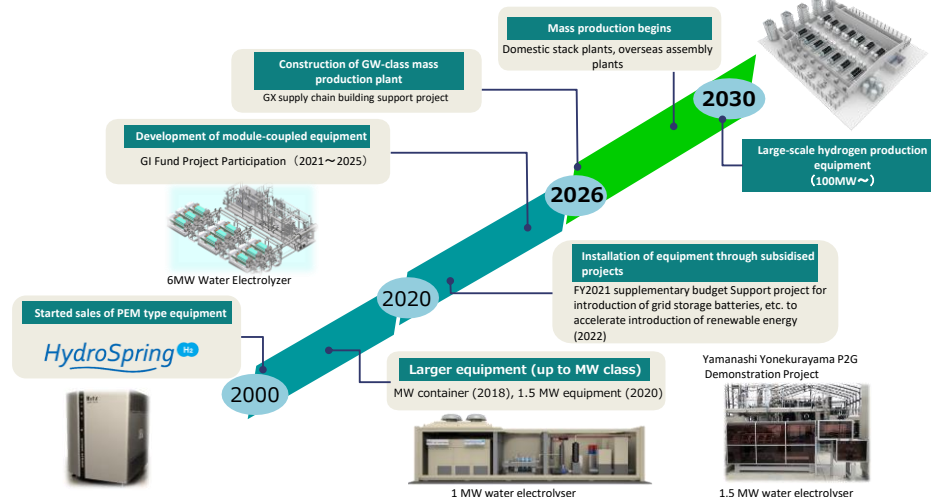 Mass production begins
Domestic stack plants, overseas assembly
plants
Construction of GW-class mass
production plant
GX supply chain building support project
2030
Development of module-coupled equipment
GI Fund Project Participation（2021～2025）
Large-scale hydrogen production
equipment
（100MW～）
2026
6MW Water Electrolyzer
Installation of equipment through subsidised
projects
FY2021 supplementary budget Support project for
introduction of grid storage batteries, etc. to
accelerate introduction of renewable energy
(2022)
2020
Started sales of PEM type equipment
HydroSpring H2
2000
Larger equipment (up to MW class)
MW container (2018), 1.5 MW equipment (2020)
Yamanashi Yonekurayama P2G
Demonstration Project
1 MW water electrolyser
1.5 MW water electrolyser